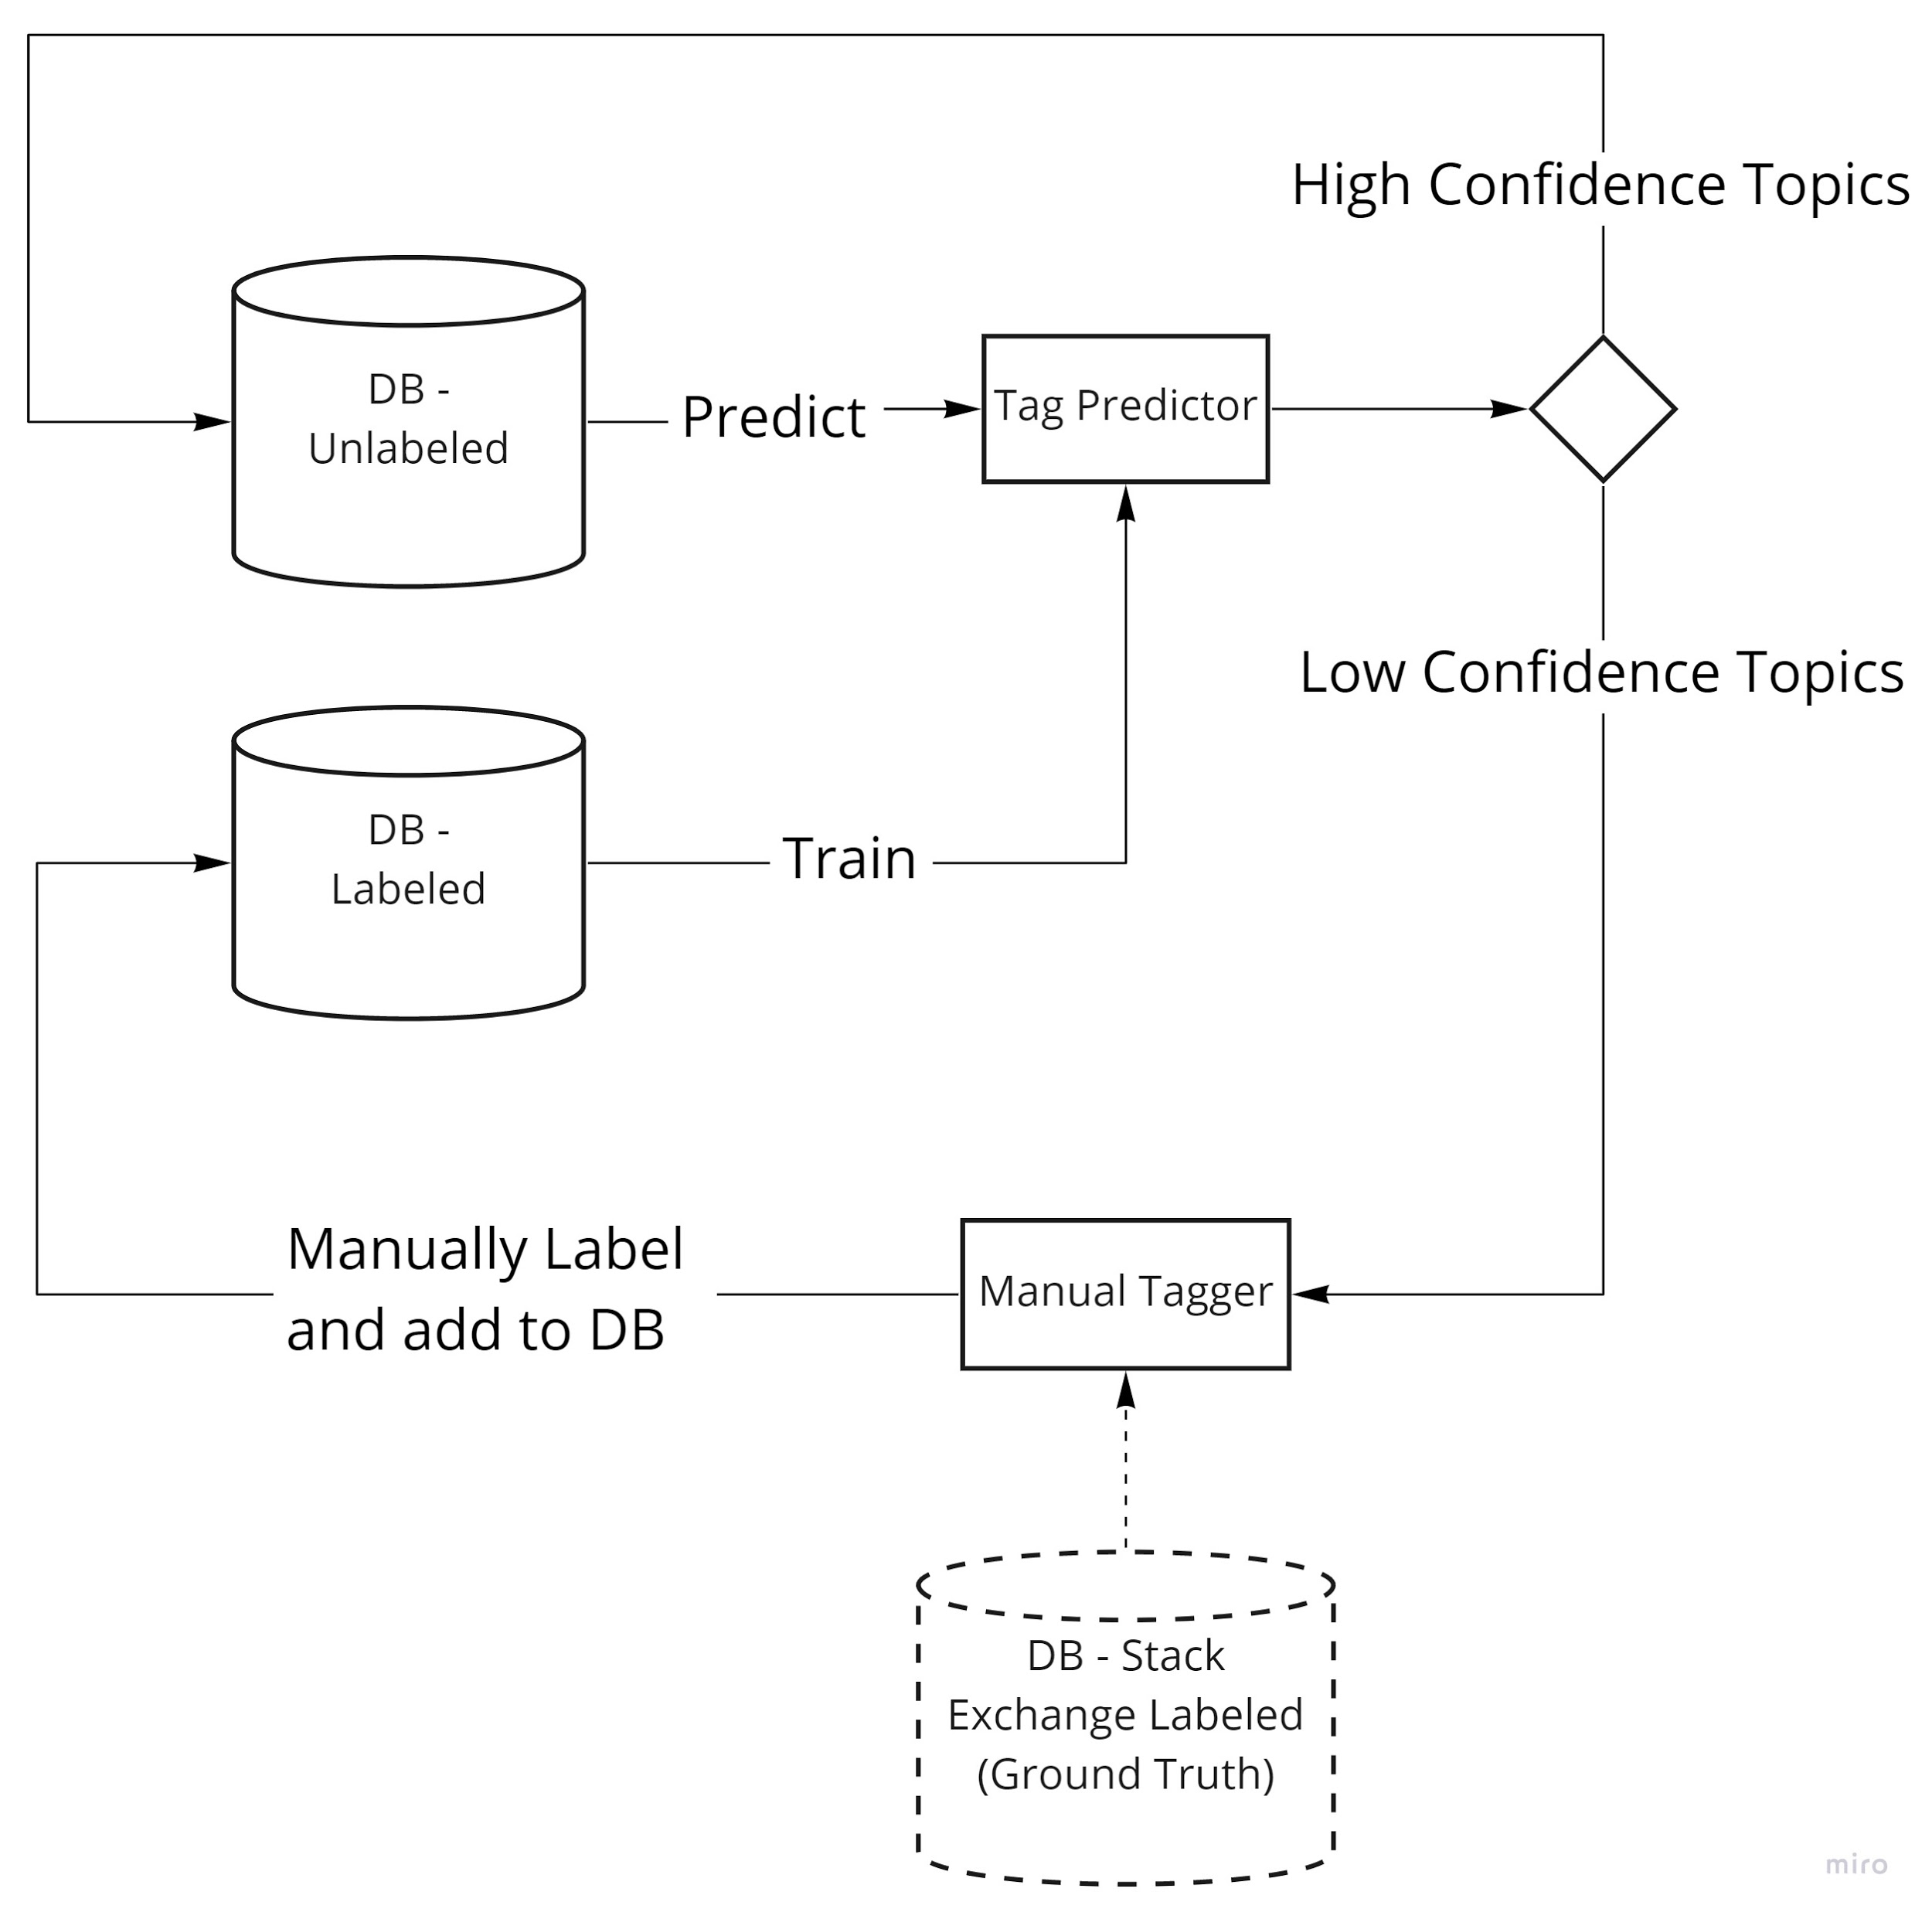 High Confidence Topics
DB -
Unlabeled
Predict
Tag Predictor
Low Confidence Topics
DB -
Labeled
Train
Manually Label
and add to DB
Manual Tagger
DB - Stack
Exchange Labeled
(Ground Truth)
miro